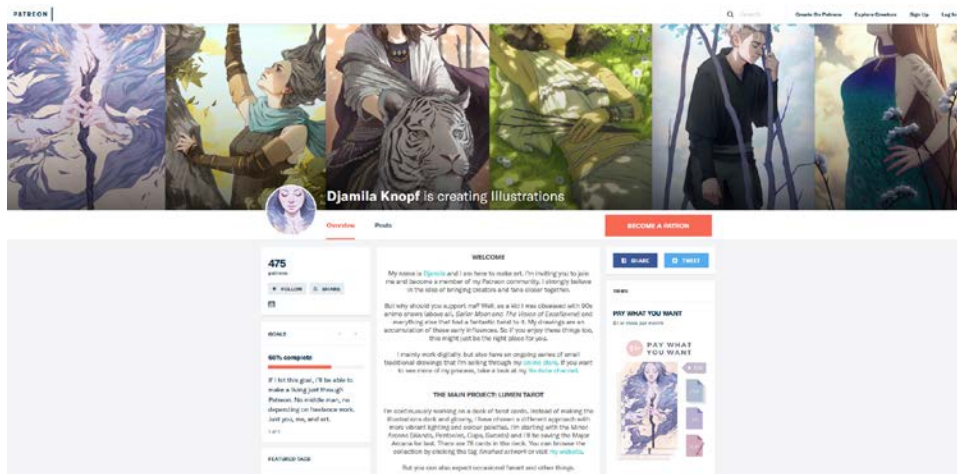 PATREON
Search
Create On Patreon Explore Creators Sign Up Log In
Djamila Knopf is creating Illustrations
Overview Posts
BECOME A PATRON
475
patrons
FOLLOW SHARE
GOALS
60% complete
If I hit this goal, I'll be able to
make a living just through
Patreon. No middle man, no
depending on freelance work.
Just you, me, and art.
1 of 1
FEATURED TAGS
WELCOME
My name is Djamila and I am here to make art. I'm inviting you to join
me and become a member of my Patreon community. I strongly believe
in the idea of bringing creators and fans closer together.
But why should you support me? Well, as a kid I was obsessed with 90s
anime shows (above all, Sailor Moon and The Vision of Escaflowne) and
everything else that had a fantastic twist to it. My drawings are an
accumulation of those early influences. So if you enjoy these things too,
this might just be the right place for you.
I mainly work digitally, but also have an ongoing series of small
traditional drawings that I'm selling through my online store. If you want
to see more of my process, take a look at my YouTube channel.
THE MAIN PROJECT: LUMEN TAROT
I'm continuously working on a deck of tarot cards. Instead of making the
illustrations dark and gloomy, I have chosen a different approach with
more vibrant lighting and colour palettes. I'm starting with the Minor
Arcana (Wands, Pentacles, Cups, Swords) and I'll be saving the Major
Arcana for last. There are 78 cards in the deck. You can browse the
collection by clicking the tag finished artwork or visit my website.
But you can also expect occasional fanart and other things.
SHARE TWEET
PAY WHAT YOU WANT
$1 or more per month
$1+ PAY WHAT
YOU WANT